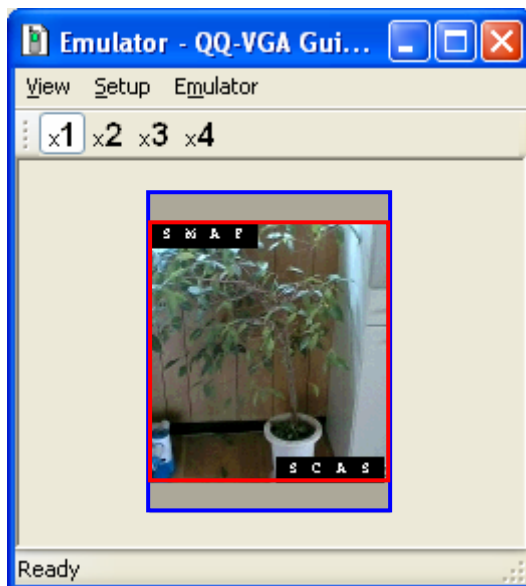 Emulator - QQ-VGA Gui...
View Setup Emulator
x1 x2 x3 x4
S M A F
S C A S
Ready